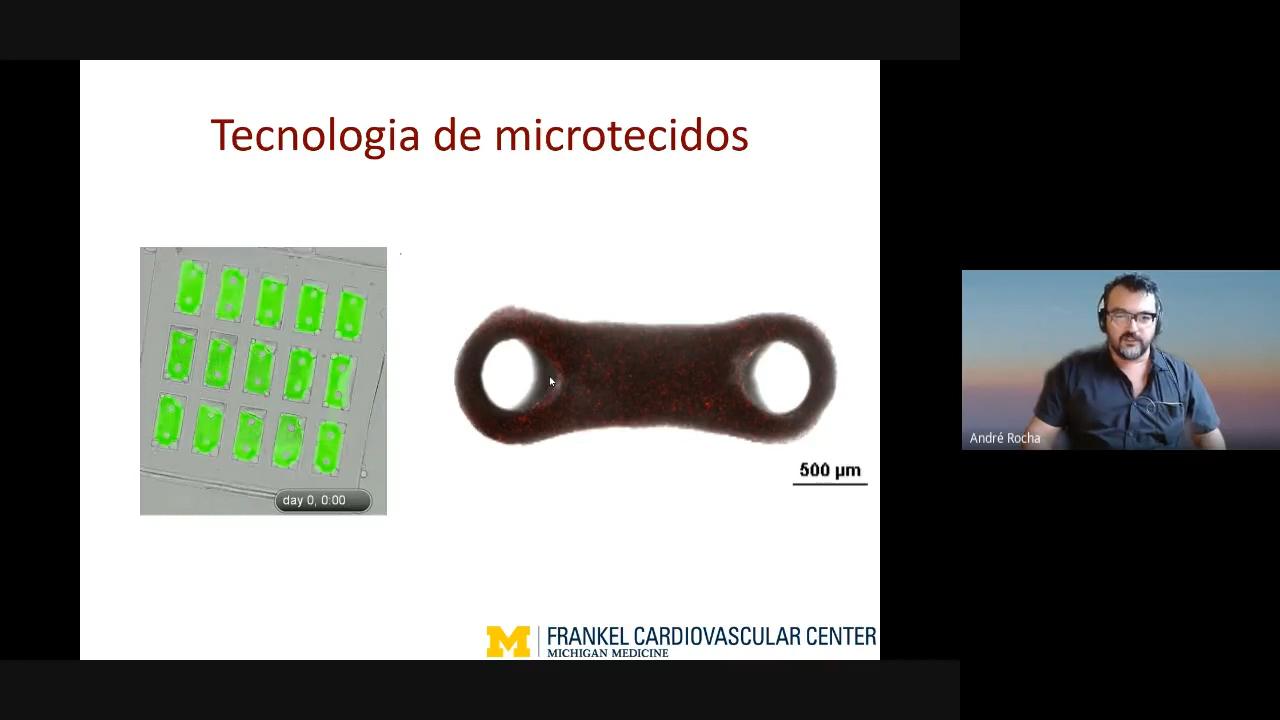 Tecnologia de microtecidos
day 0, 0:00
500 µm
M
FRANKEL CARDIOVASCULAR CENTER
MICHIGAN MEDICINE
André Rocha